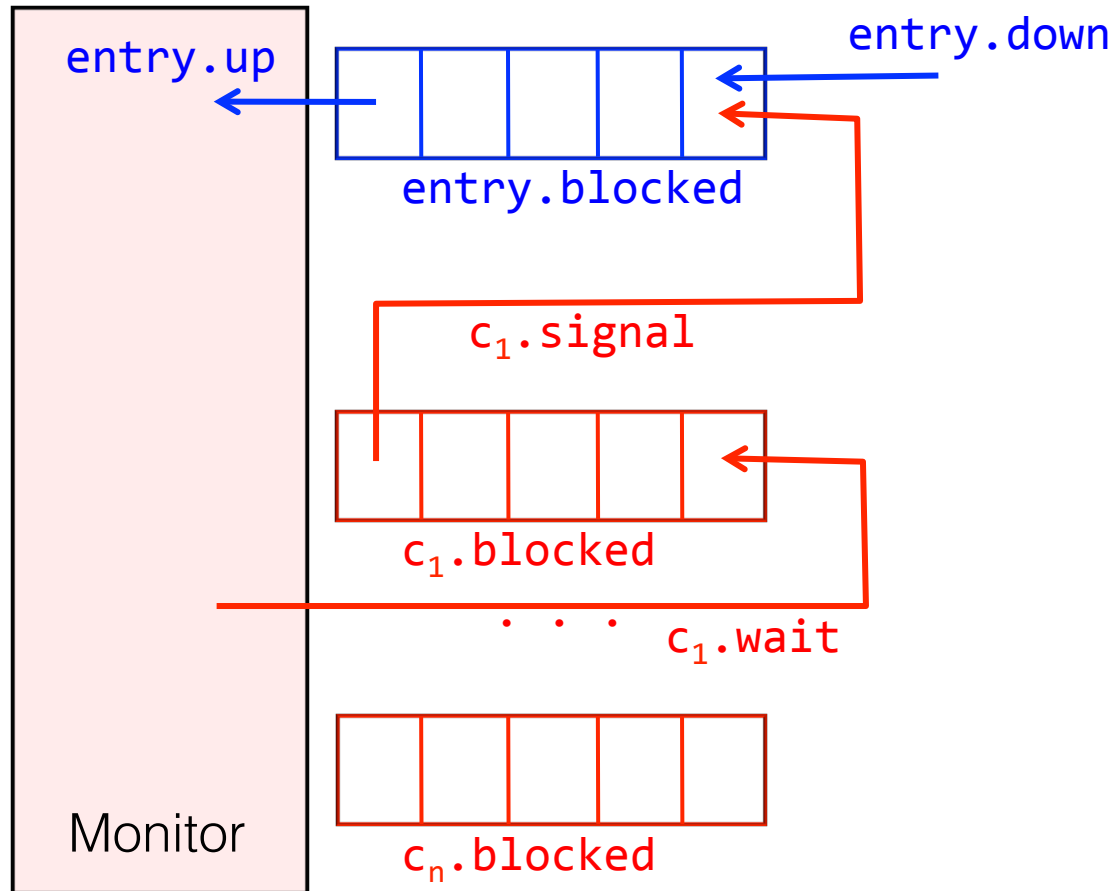 entry.down
entry.up
entry.blocked
c₁.signal
c₁.blocked
. . .
c₁.wait
Monitor
cₙ.blocked